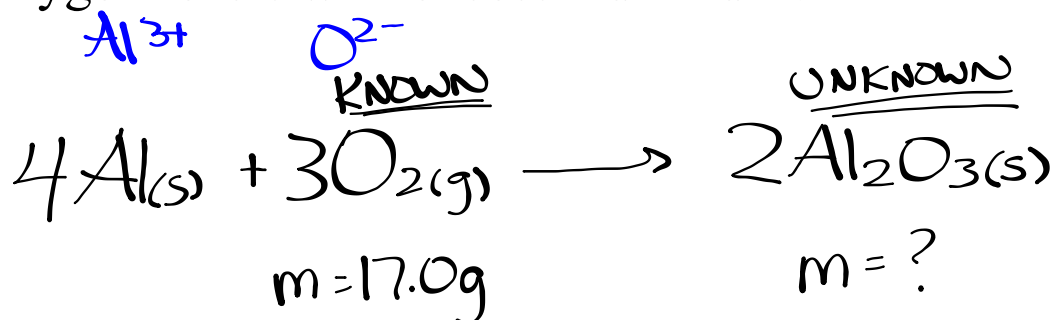 Al³⁺ O²⁻
KNOWN UNKNOWN
4Al(s) + 3O₂(g) → 2Al₂O₃(s)
m = 17.0g m = ?